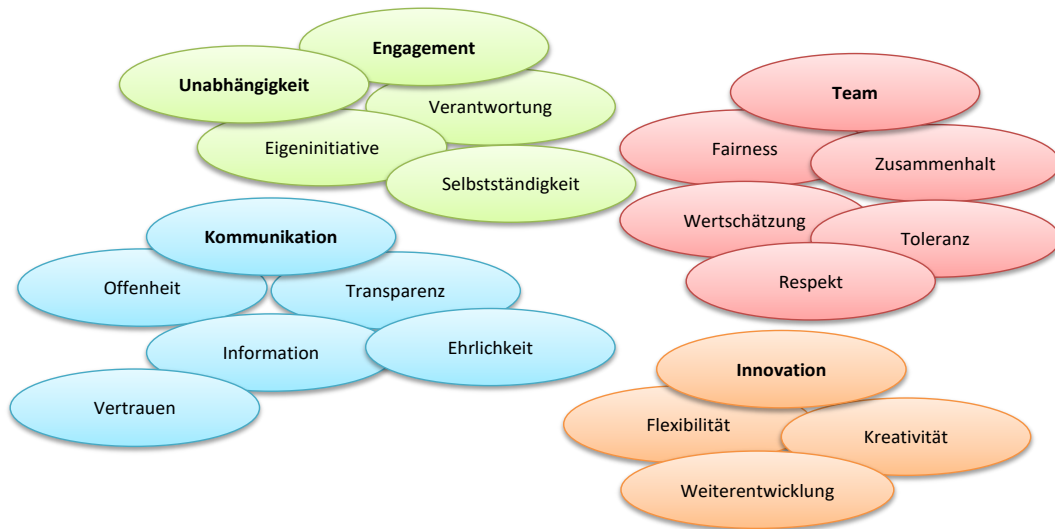 Engagement
Unabhängigkeit
Verantwortung
Eigeninitiative
Selbstständigkeit
Team
Fairness
Zusammenhalt
Wertschätzung
Toleranz
Respekt
Kommunikation
Offenheit
Transparenz
Information
Ehrlichkeit
Vertrauen
Innovation
Flexibilität
Kreativität
Weiterentwicklung